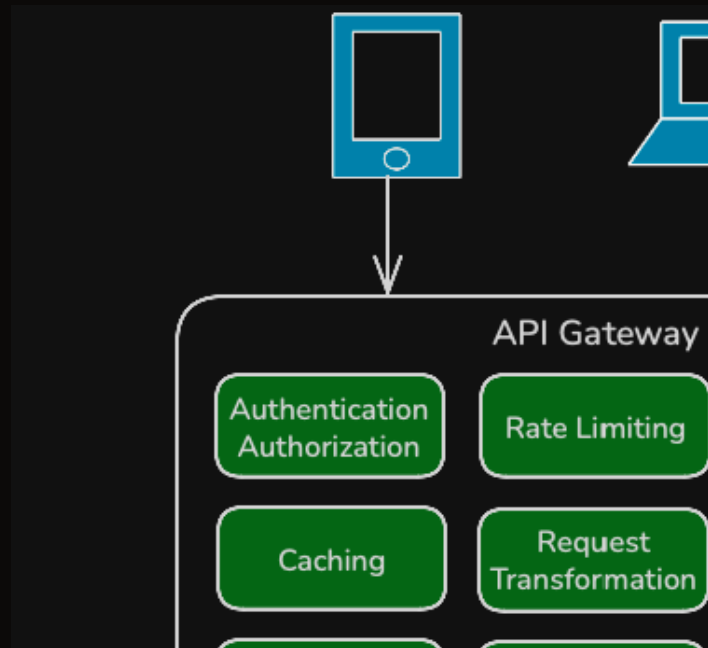 API Gateway
Authentication
Authorization
Rate Limiting
Caching
Request
Transformation